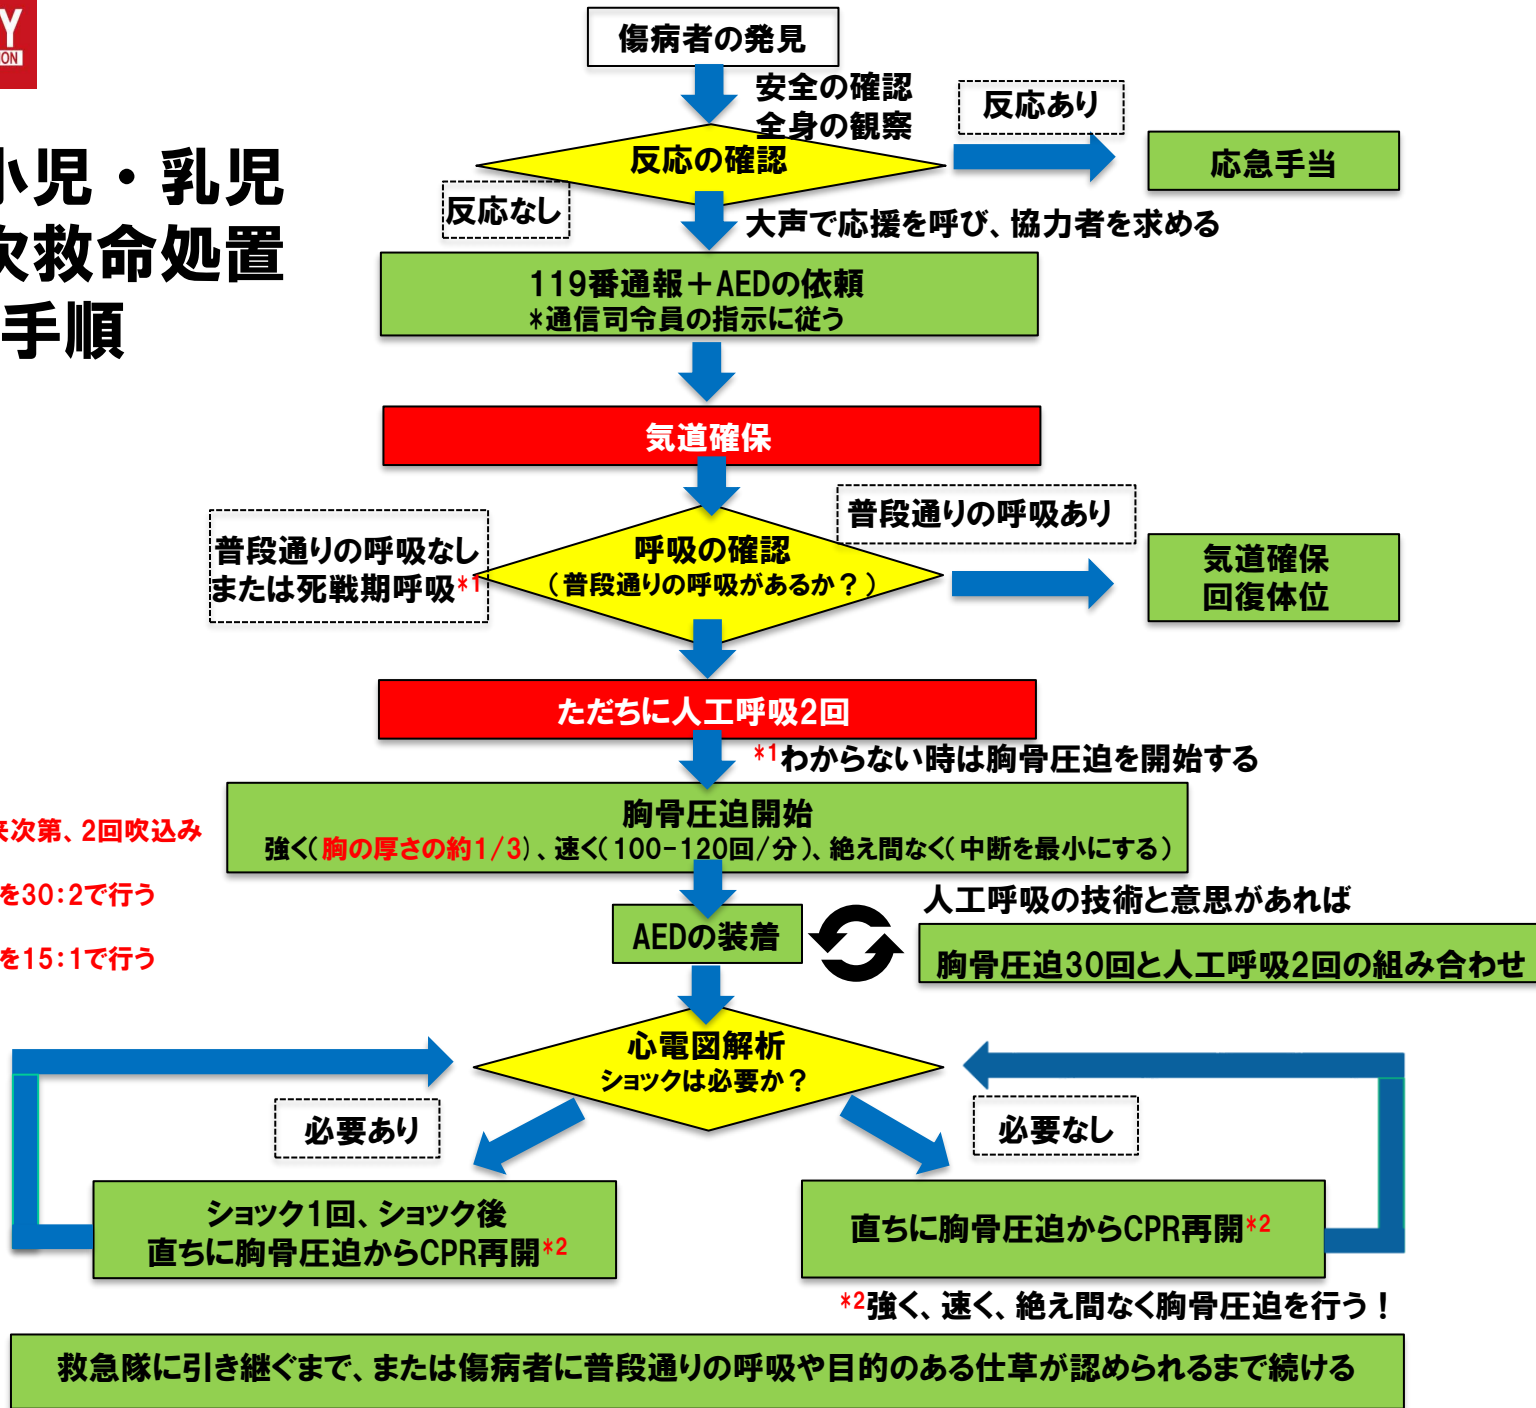 Y
ION
傷病者の発見
安全の確認
全身の観察
反応あり
反応の確認
応急手当
小児・乳児
次救命処置
手順
反応なし
大声で応援を呼び、協力者を求める
119番通報+AEDの依頼
*通信司令員の指示に従う
気道確保
普段通りの呼吸あり
普段通りの呼吸なし
または死戦期呼吸*1
呼吸の確認
(普段通りの呼吸があるか?)
気道確保
回復体位
ただちに人工呼吸2回
*1わからない時は胸骨圧迫を開始する
胸骨圧迫開始
強く(胸の厚さの約1/3)、速く(100-120回/分)、絶え間なく(中断を最小にする)
来次第、2回吹込み
を30:2で行う
を15:1で行う
人工呼吸の技術と意思があれば
AEDの装着
胸骨圧迫30回と人工呼吸2回の組み合わせ
心電図解析
ショックは必要か?
必要あり
必要なし
ショック1回、ショック後
直ちに胸骨圧迫からCPR再開*2
直ちに胸骨圧迫からCPR再開*2
*2強く、速く、絶え間なく胸骨圧迫を行う!
救急隊に引き継ぐまで、または傷病者に普段通りの呼吸や目的のある仕草が認められるまで続ける